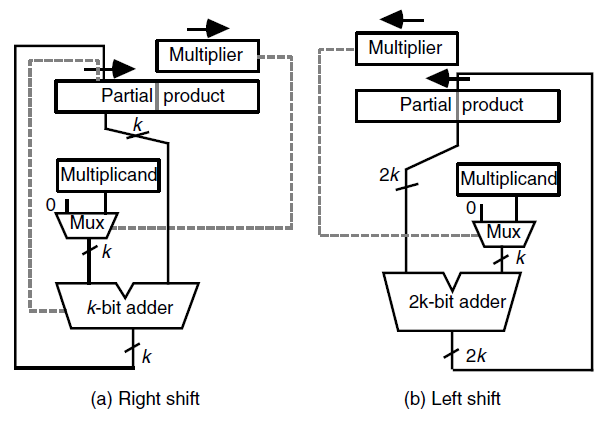 Multiplier
Partial product
k
Multiplicand
0
Mux
k
k-bit adder
k
(a) Right shift
Multiplier
Partial product
2k
Multiplicand
0
Mux
k
2k-bit adder
2k
(b) Left shift